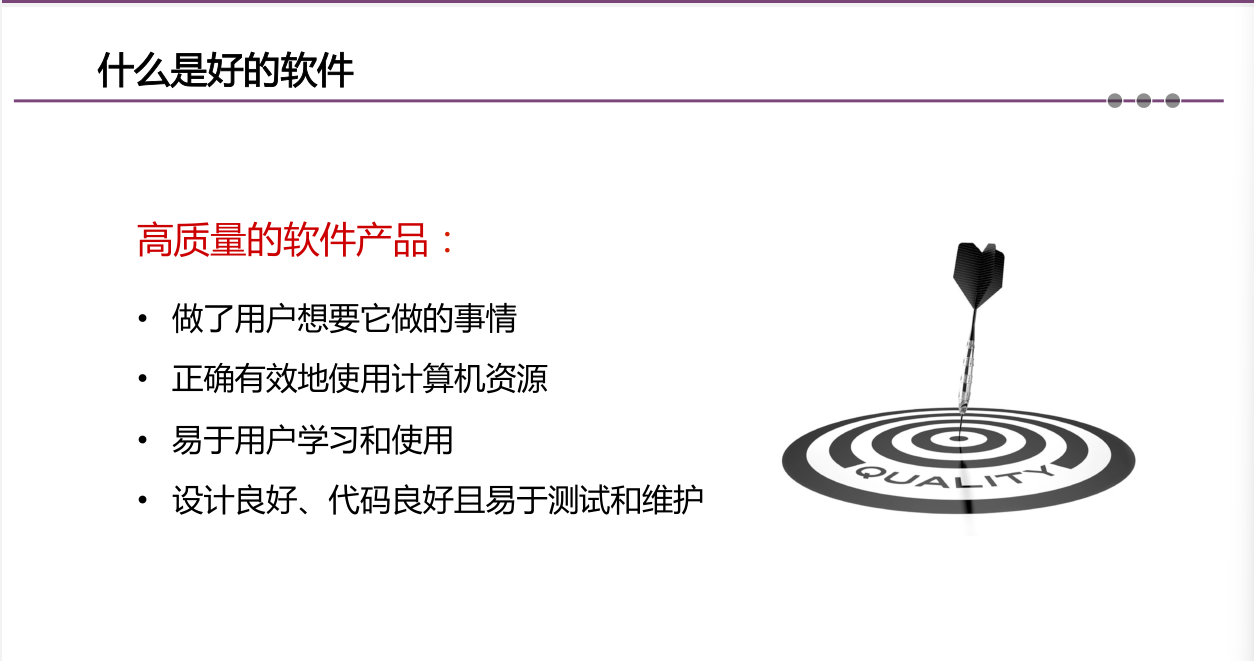 什么是好的软件
高质量的软件产品：
• 做了用户想要它做的事情
• 正确有效地使用计算机资源
• 易于用户学习和使用
• 设计良好、代码良好且易于测试和维护
QUALITY